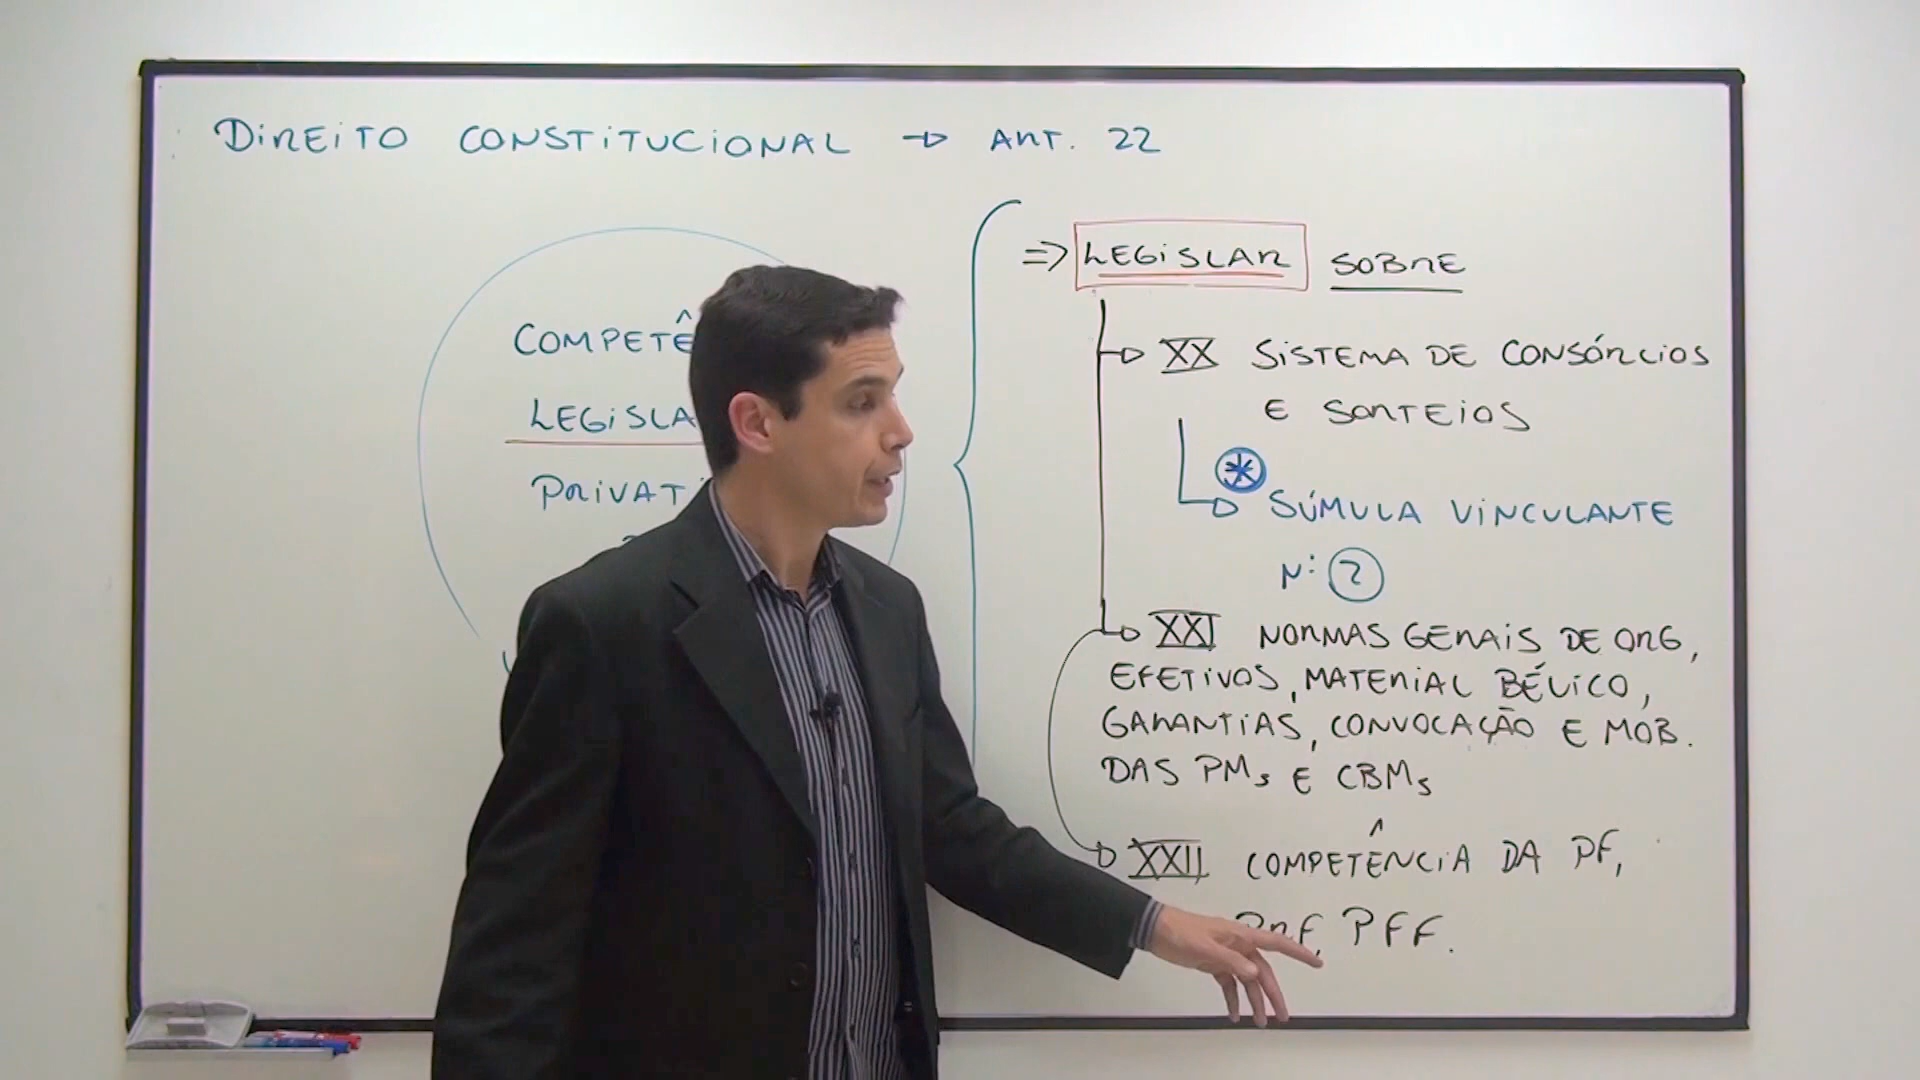 DIREITO CONSTITUCIONAL → ART. 22
COMPETÊ
LEGISLA
PRIVATI
⇒ LEGISLAR SOBRE
XX SISTEMA DE CONSÓRCIOS
E SORTEIOS
* SÚMULA VINCULANTE
Nº: 2
XXI NORMAS GERAIS DE ORG,
EFETIVOS, MATERIAL BÉLICO,
GARANTIAS, CONVOCAÇÃO E MOB.
DAS PMs E CBMs
XXII COMPETÊNCIA DA PF,
PRF, PFF.